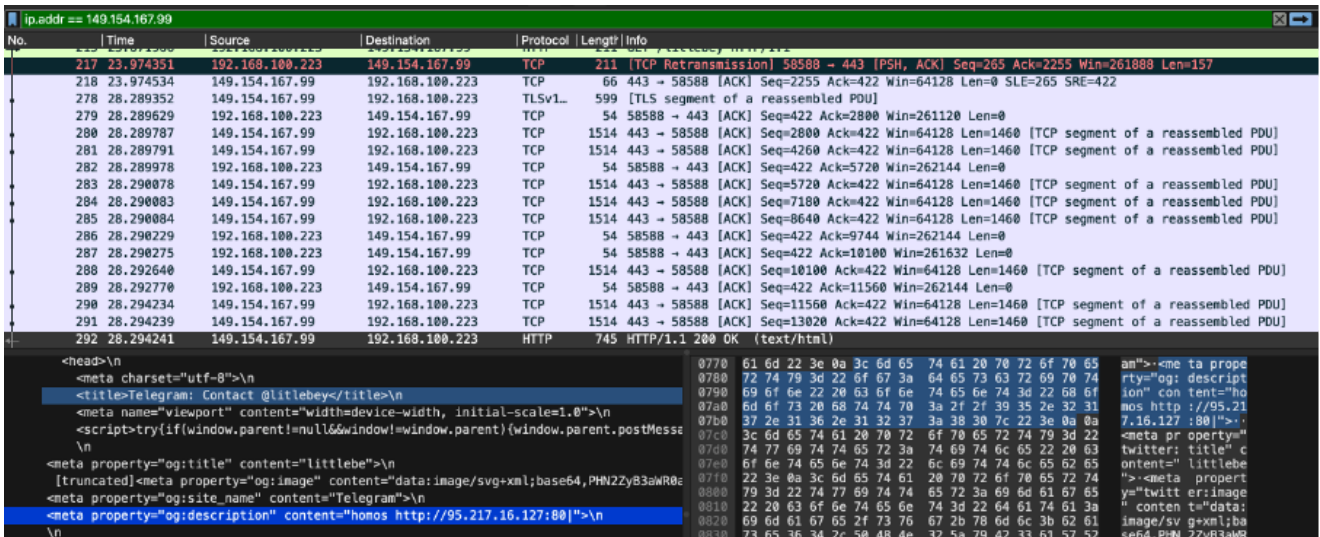 ip.addr == 149.154.167.99
No. Time Source Destination Protocol Length Info
217 23.974351 192.168.100.223 149.154.167.99 TCP 211 [TCP Retransmission] 58588 → 443 [PSH, ACK] Seq=265 Ack=2255 Win=261888 Len=157
218 23.974534 149.154.167.99 192.168.100.223 TCP 66 443 → 58588 [ACK] Seq=2255 Ack=422 Win=64128 Len=0 SLE=265 SRE=422
278 28.289352 149.154.167.99 192.168.100.223 TLSv1… 599 [TLS segment of a reassembled PDU]
279 28.289629 192.168.100.223 149.154.167.99 TCP 54 58588 → 443 [ACK] Seq=422 Ack=2800 Win=261120 Len=0
280 28.289787 149.154.167.99 192.168.100.223 TCP 1514 443 → 58588 [ACK] Seq=2800 Ack=422 Win=64128 Len=1460 [TCP segment of a reassembled PDU]
281 28.289791 149.154.167.99 192.168.100.223 TCP 1514 443 → 58588 [ACK] Seq=4260 Ack=422 Win=64128 Len=1460 [TCP segment of a reassembled PDU]
282 28.289978 192.168.100.223 149.154.167.99 TCP 54 58588 → 443 [ACK] Seq=422 Ack=5720 Win=262144 Len=0
283 28.290078 149.154.167.99 192.168.100.223 TCP 1514 443 → 58588 [ACK] Seq=5720 Ack=422 Win=64128 Len=1460 [TCP segment of a reassembled PDU]
284 28.290083 149.154.167.99 192.168.100.223 TCP 1514 443 → 58588 [ACK] Seq=7180 Ack=422 Win=64128 Len=1460 [TCP segment of a reassembled PDU]
285 28.290084 149.154.167.99 192.168.100.223 TCP 1514 443 → 58588 [ACK] Seq=8640 Ack=422 Win=64128 Len=1460 [TCP segment of a reassembled PDU]
286 28.290229 192.168.100.223 149.154.167.99 TCP 54 58588 → 443 [ACK] Seq=422 Ack=9744 Win=262144 Len=0
287 28.290275 192.168.100.223 149.154.167.99 TCP 54 58588 → 443 [ACK] Seq=422 Ack=10100 Win=261632 Len=0
288 28.292640 149.154.167.99 192.168.100.223 TCP 1514 443 → 58588 [ACK] Seq=10100 Ack=422 Win=64128 Len=1460 [TCP segment of a reassembled PDU]
289 28.292770 192.168.100.223 149.154.167.99 TCP 54 58588 → 443 [ACK] Seq=422 Ack=11560 Win=262144 Len=0
290 28.294234 149.154.167.99 192.168.100.223 TCP 1514 443 → 58588 [ACK] Seq=11560 Ack=422 Win=64128 Len=1460 [TCP segment of a reassembled PDU]
291 28.294239 149.154.167.99 192.168.100.223 TCP 1514 443 → 58588 [ACK] Seq=13020 Ack=422 Win=64128 Len=1460 [TCP segment of a reassembled PDU]
292 28.294241 149.154.167.99 192.168.100.223 HTTP 745 HTTP/1.1 200 OK (text/html)
<head>\n
<meta charset="utf-8">\n
<title>Telegram: Contact @litlebey</title>\n
<meta name="viewport" content="width=device-width, initial-scale=1.0">\n
<script>try{if(window.parent!=null&&window!=window.parent){window.parent.postMessa
\n
<meta property="og:title" content="littlebe">\n
[truncated]<meta property="og:image" content="data:image/svg+xml;base64,PHN2ZyB3aWR0a
<meta property="og:site_name" content="Telegram">\n
<meta property="og:description" content="homos http://95.217.16.127:80|">\n
\n
0770 61 6d 22 3e 0a 3c 6d 65 74 61 20 70 72 6f 70 65 am">·<me ta prope
0780 72 74 79 3d 22 6f 67 3a 64 65 73 63 72 69 70 74 rty="og: descript
0790 69 6f 6e 22 20 63 6f 6e 74 65 6e 74 3d 22 68 6f ion" con tent="ho
07a0 6d 6f 73 20 68 74 74 70 3a 2f 2f 39 35 2e 32 31 mos http ://95.21
07b0 37 2e 31 36 2e 31 32 37 3a 38 30 7c 22 3e 0a 0a 7.16.127 :80|">··
07c0 3c 6d 65 74 61 20 70 72 6f 70 65 72 74 79 3d 22 <meta pr operty="
07d0 74 77 69 74 74 65 72 3a 74 69 74 6c 65 22 20 63 twitter: title" c
07e0 6f 6e 74 65 6e 74 3d 22 6c 69 74 74 6c 65 62 65 ontent=" littlebe
07f0 22 3e 0a 3c 6d 65 74 61 20 70 72 6f 70 65 72 74 ">·<meta propert
0800 79 3d 22 74 77 69 74 74 65 72 3a 69 6d 61 67 65 y="twitt er:image
0810 22 20 63 6f 6e 74 65 6e 74 3d 22 64 61 74 61 3a " conten t="data:
0820 69 6d 61 67 65 2f 73 76 67 2b 78 6d 6c 3b 62 61 image/sv g+xml;ba